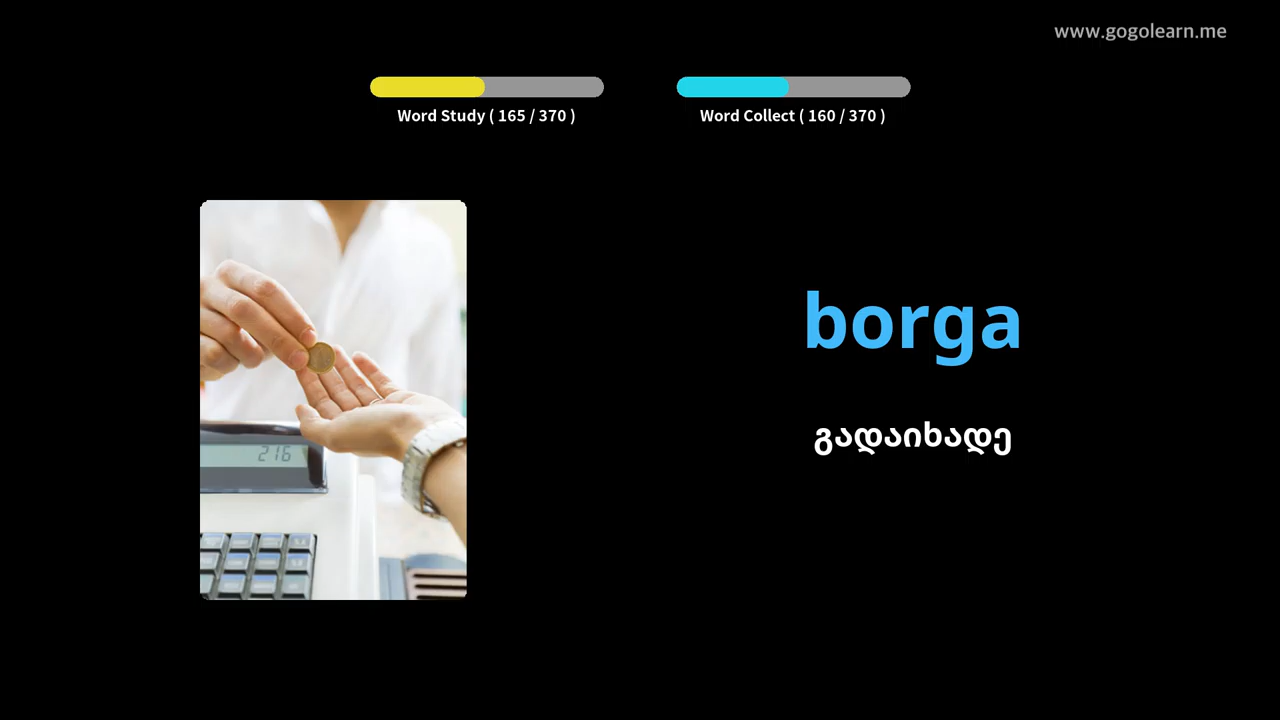 www.gogolearn.me
Word Study ( 165 / 370 )
Word Collect ( 160 / 370 )
borga
გადაიხადე
216